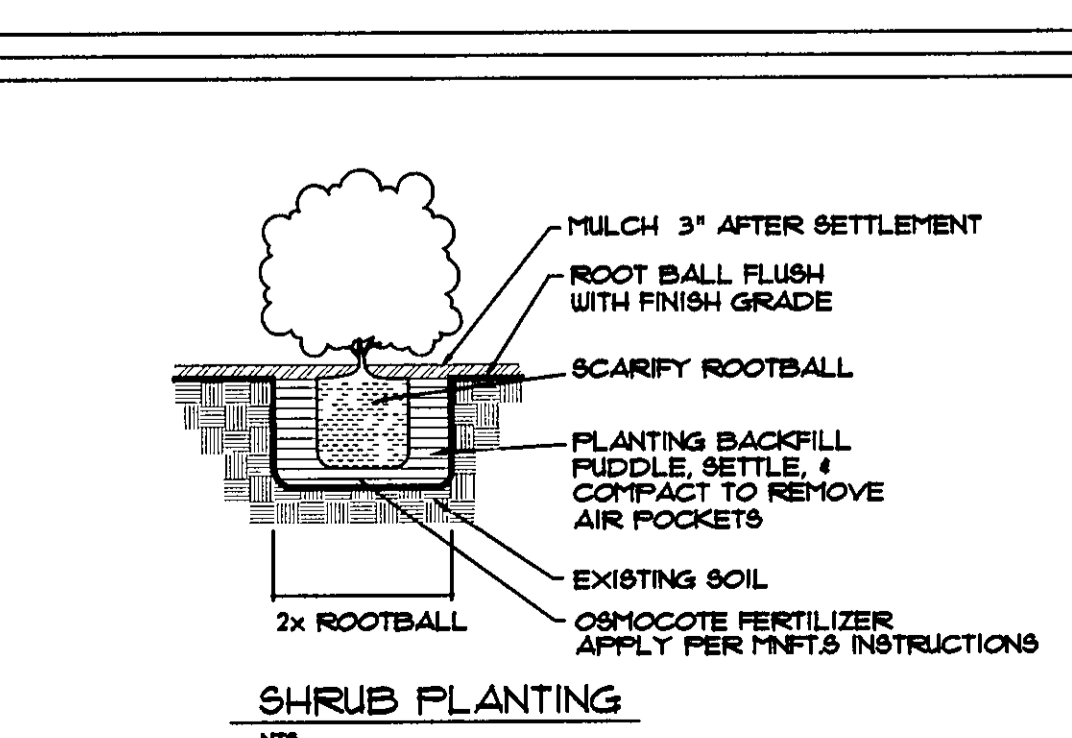 MULCH 3" AFTER SETTLEMENT
ROOT BALL FLUSH
WITH FINISH GRADE
SCARIFY ROOTBALL
PLANTING BACKFILL
PUDDLE, SETTLE, &
COMPACT TO REMOVE
AIR POCKETS
EXISTING SOIL
2x ROOTBALL
OSMOCOTE FERTILIZER
APPLY PER MNFT.S INSTRUCTIONS
SHRUB PLANTING
NTS